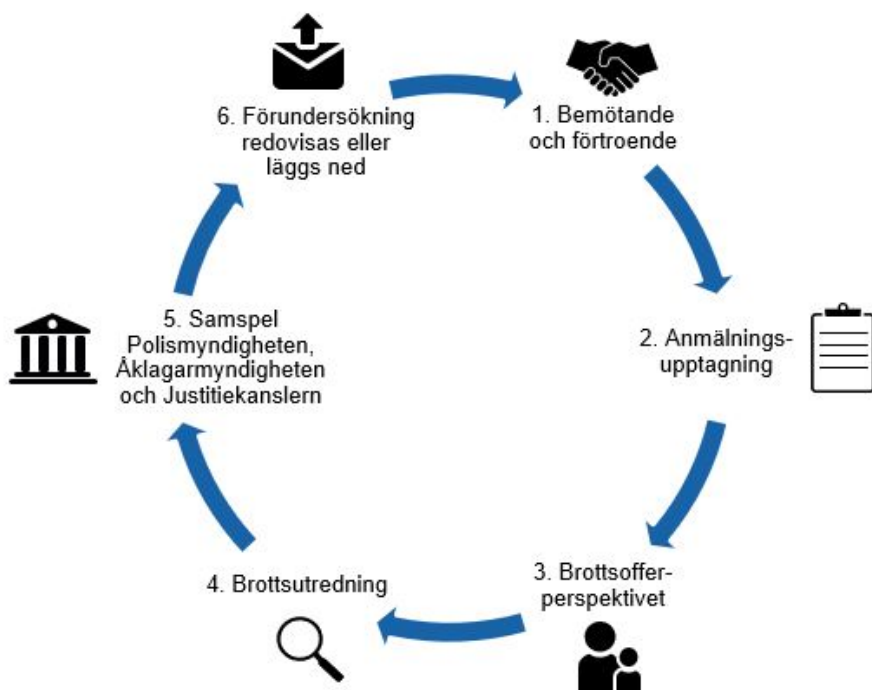 1. Bemötande
och förtroende
2. Anmälnings-
upptagning
3. Brottsoffer-
perspektivet
4. Brottsutredning
5. Samspel
Polismyndigheten,
Åklagarmyndigheten
och Justitiekanslern
6. Förundersökning
redovisas eller
läggs ned